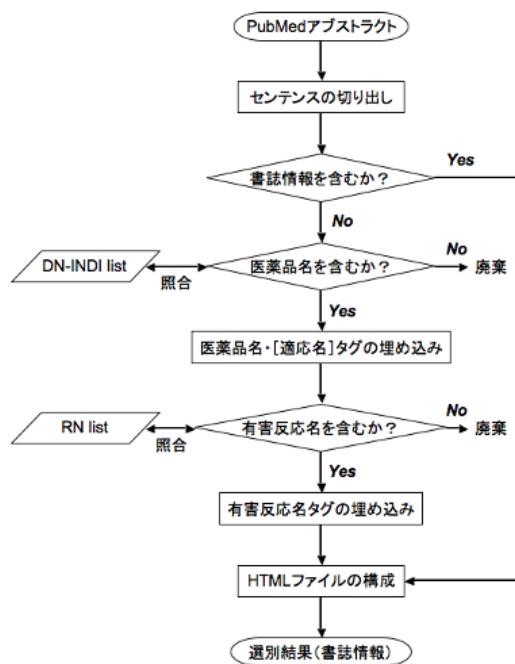 PubMedアブストラクト
センテンスの切り出し
書誌情報を含むか？
Yes
No
DN-INDI list
照合
医薬品名を含むか？
No
廃棄
Yes
医薬品名・[適応名]タグの埋め込み
RN list
照合
有害反応名を含むか？
No
廃棄
Yes
有害反応名タグの埋め込み
HTMLファイルの構成
選別結果（書誌情報）